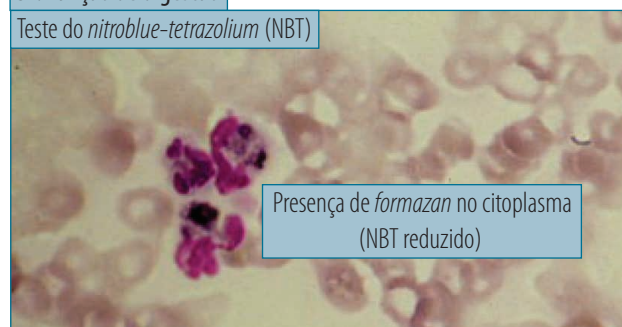 Teste do nitroblue-tetrazolium (NBT)
Presença de formazan no citoplasma
(NBT reduzido)